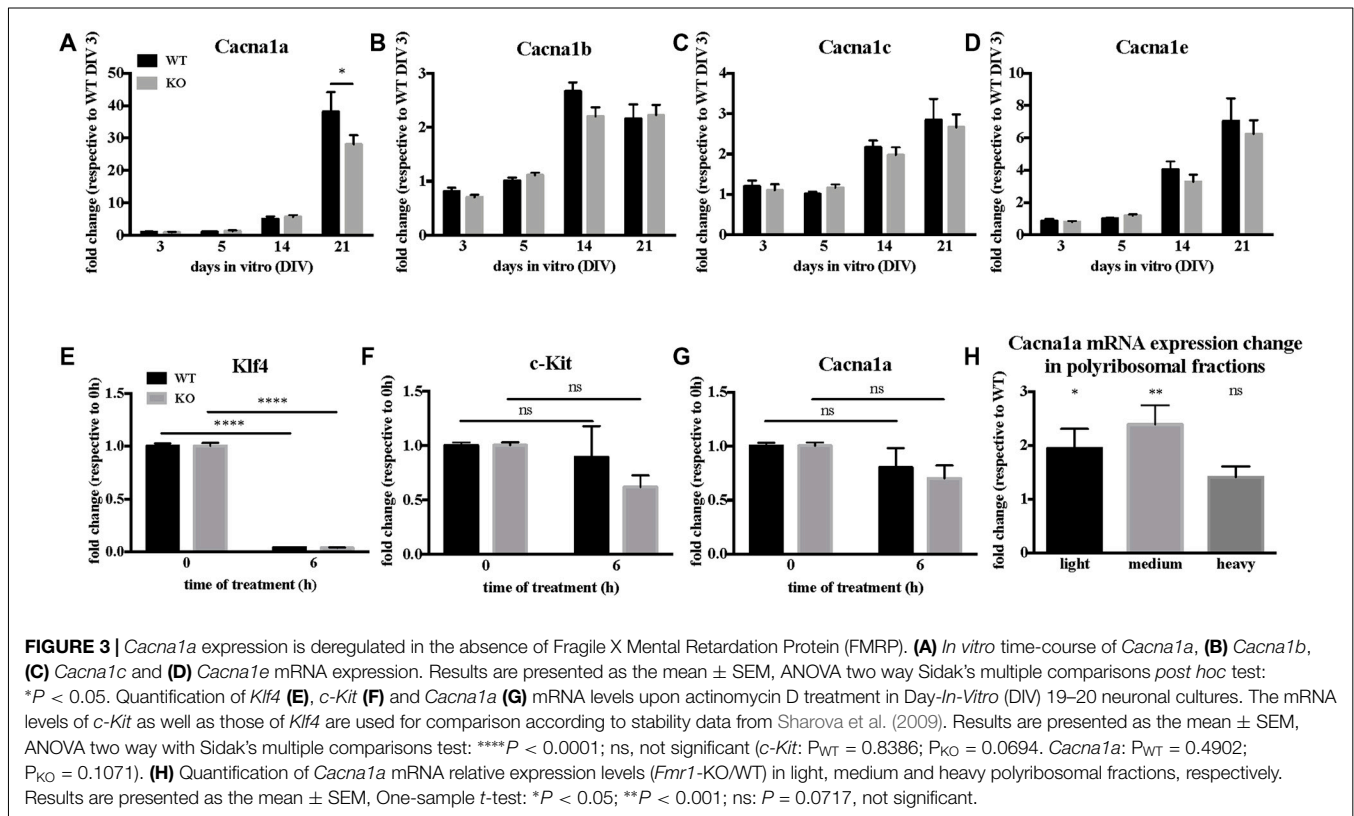 A
Cacna1a
fold change (respective to WT DIV 3)
50
40
30
20
10
0
WT
KO
*
3 5 14 21
days in vitro (DIV)
B
Cacna1b
fold change (respective to WT DIV 3)
3
2
1
0
3 5 14 21
days in vitro (DIV)
C
Cacna1c
fold change (respective to WT DIV 3)
4
3
2
1
0
3 5 14 21
days in vitro (DIV)
D
Cacna1e
fold change (respective to WT DIV 3)
10
8
6
4
2
0
3 5 14 21
days in vitro (DIV)
E
Klf4
fold change (respective to 0h)
1.5
1.0
0.5
0.0
WT
KO
****
****
0 6
time of treatment (h)
F
c-Kit
fold change (respective to 0h)
1.5
1.0
0.5
0.0
ns
ns
0 6
time of treatment (h)
G
Cacna1a
fold change (respective to 0h)
1.5
1.0
0.5
0.0
ns
ns
0 6
time of treatment (h)
H
Cacna1a mRNA expression change
in polyribosomal fractions
fold change (respective to WT)
3
2
1
0
* ** ns
light medium heavy
FIGURE 3 | Cacna1a expression is deregulated in the absence of Fragile X Mental Retardation Protein (FMRP). (A) In vitro time-course of Cacna1a, (B) Cacna1b,
(C) Cacna1c and (D) Cacna1e mRNA expression. Results are presented as the mean ± SEM, ANOVA two way Sidak's multiple comparisons post hoc test:
*P < 0.05. Quantification of Klf4 (E), c-Kit (F) and Cacna1a (G) mRNA levels upon actinomycin D treatment in Day-In-Vitro (DIV) 19–20 neuronal cultures. The mRNA
levels of c-Kit as well as those of Klf4 are used for comparison according to stability data from Sharova et al. (2009). Results are presented as the mean ± SEM,
ANOVA two way with Sidak's multiple comparisons test: ****P < 0.0001; ns, not significant (c-Kit: PWT = 0.8386; PKO = 0.0694. Cacna1a: PWT = 0.4902;
PKO = 0.1071). (H) Quantification of Cacna1a mRNA relative expression levels (Fmr1-KO/WT) in light, medium and heavy polyribosomal fractions, respectively.
Results are presented as the mean ± SEM, One-sample t-test: *P < 0.05; **P < 0.001; ns: P = 0.0717, not significant.